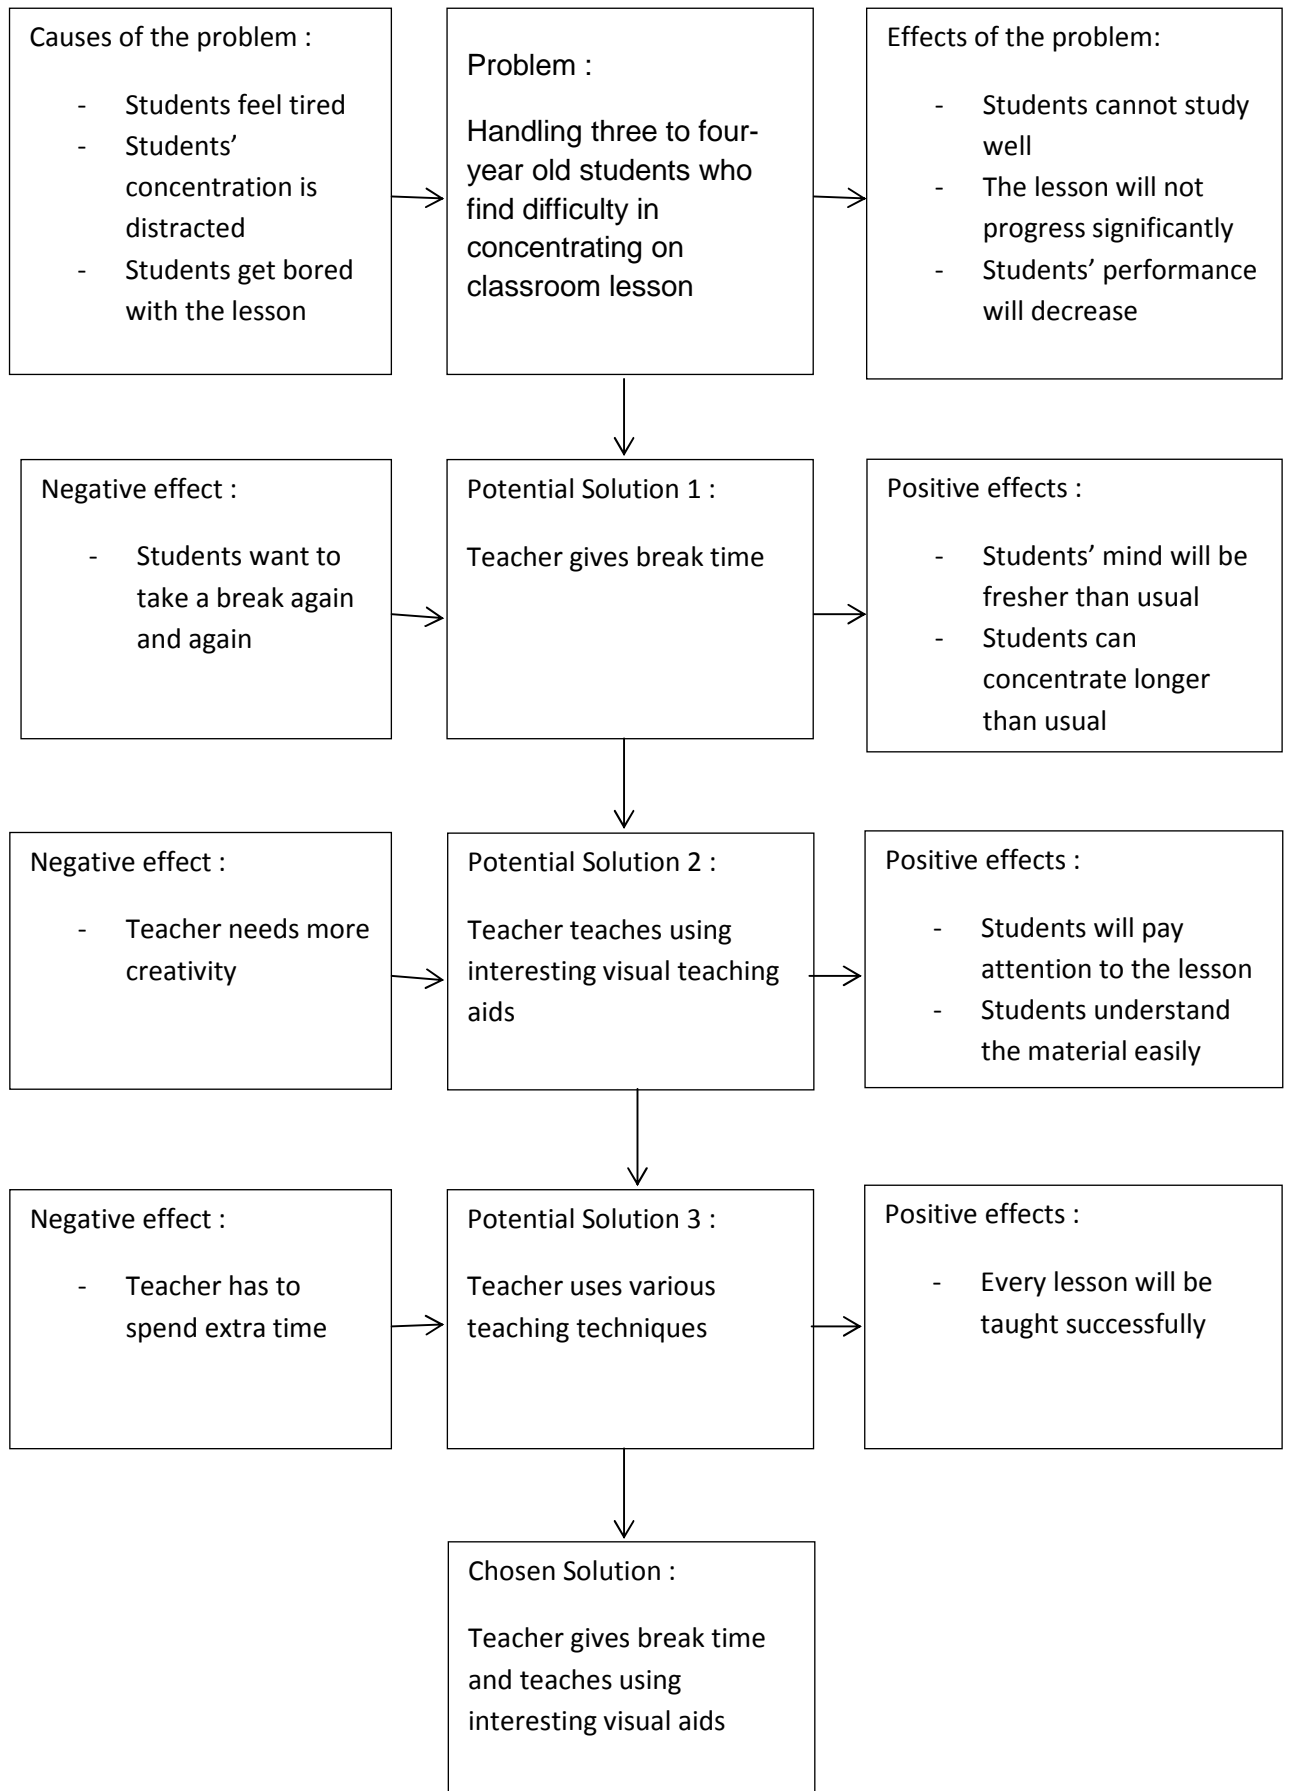 Causes of the problem :
- Students feel tired
- Students’
concentration is
distracted
- Students get bored
with the lesson
Problem :
Handling three to four-
year old students who
find difficulty in
concentrating on
classroom lesson
Effects of the problem:
- Students cannot study
well
- The lesson will not
progress significantly
- Students’ performance
will decrease
Negative effect :
- Students want to
take a break again
and again
Potential Solution 1 :
Teacher gives break time
Positive effects :
- Students’ mind will be
fresher than usual
- Students can
concentrate longer
than usual
Negative effect :
- Teacher needs more
creativity
Potential Solution 2 :
Teacher teaches using
interesting visual teaching
aids
Positive effects :
- Students will pay
attention to the lesson
- Students understand
the material easily
Negative effect :
- Teacher has to
spend extra time
Potential Solution 3 :
Teacher uses various
teaching techniques
Positive effects :
- Every lesson will be
taught successfully
Chosen Solution :
Teacher gives break time
and teaches using
interesting visual aids